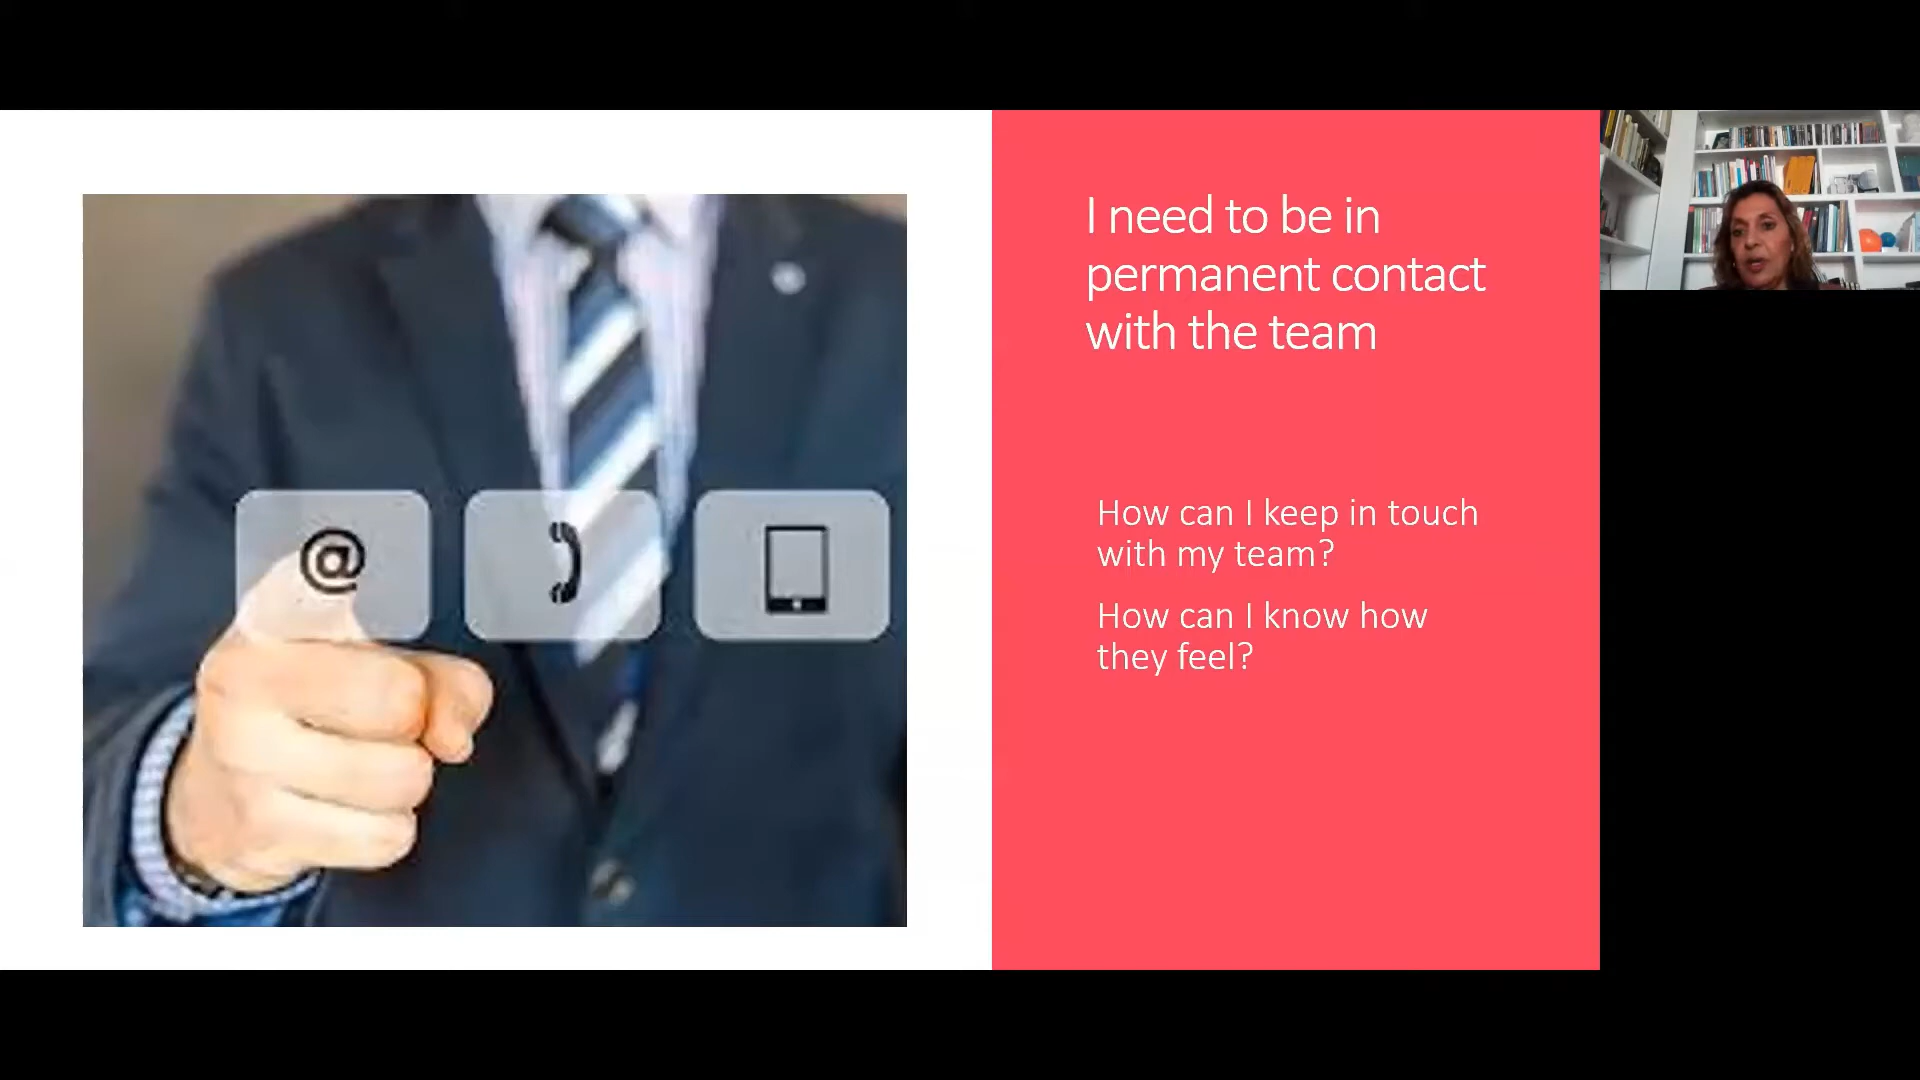 @
I need to be in
permanent contact
with the team
How can I keep in touch
with my team?
How can I know how
they feel?